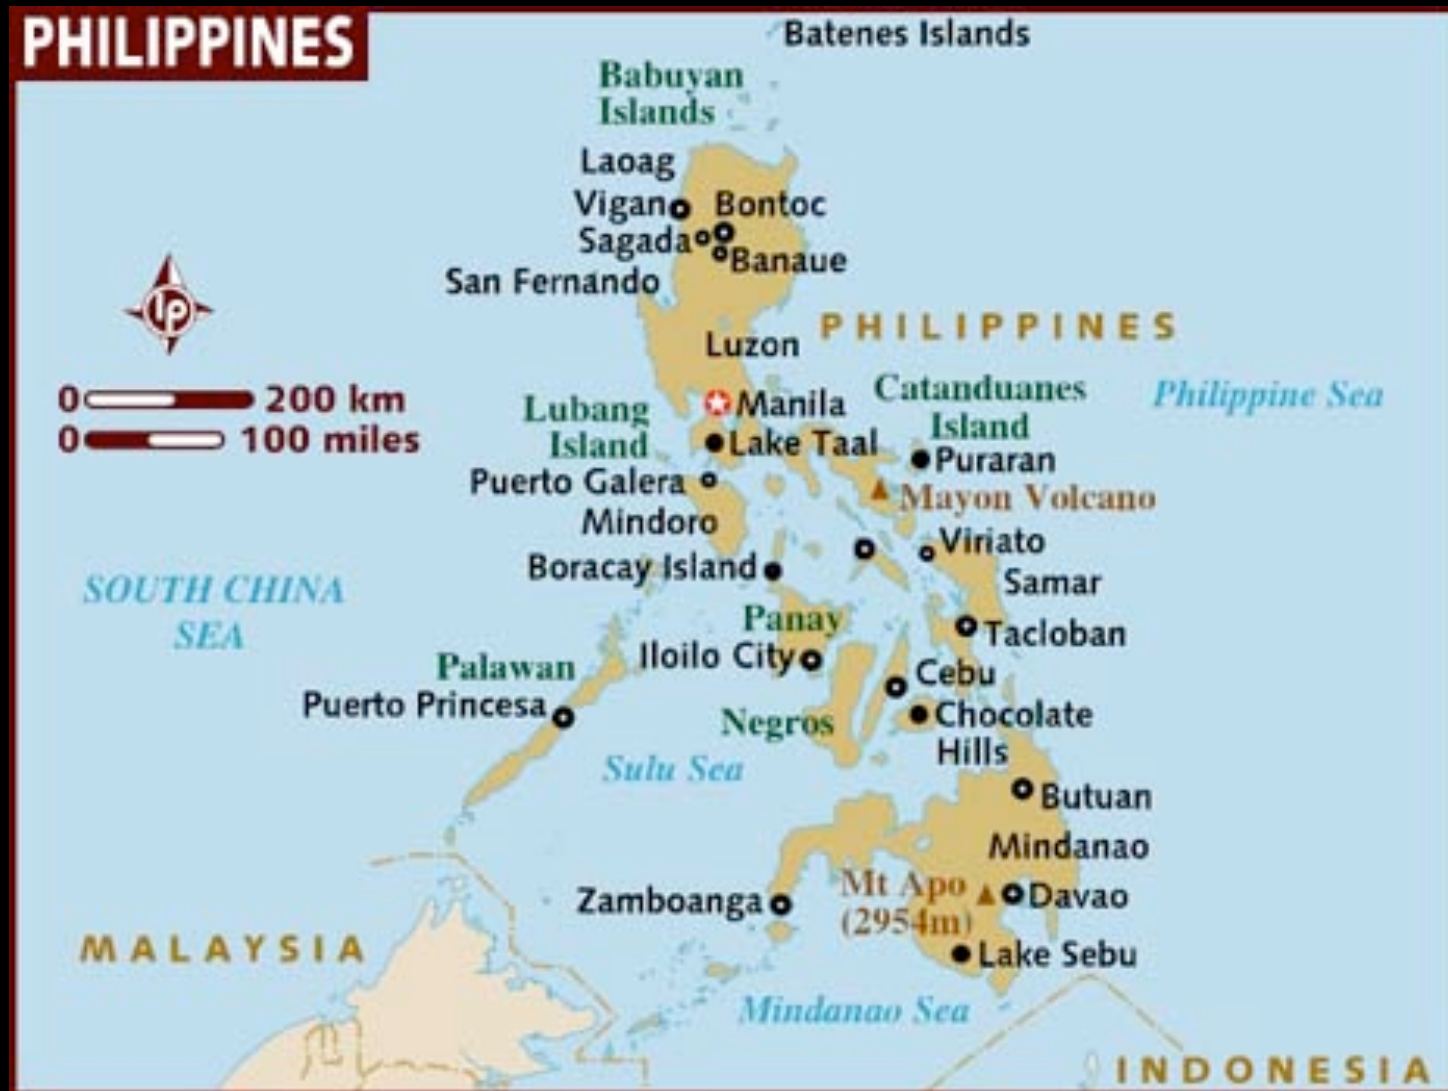 PHILIPPINES
Batenes Islands
Babuyan
Islands
Laoag
Vigan
Bontoc
Sagada
Banaue
San Fernando
lp
PHILIPPINES
Luzon
Philippine Sea
0 200 km
0 100 miles
Manila
Catanduanes
Island
Lubang
Island
Lake Taal
Puraran
Puerto Galera
Mayon Volcano
Mindoro
Viriato
Boracay Island
Samar
SOUTH CHINA
SEA
Panay
Tacloban
Iloilo City
Palawan
Cebu
Puerto Princesa
Negros
Chocolate
Hills
Sulu Sea
Butuan
Mindanao
Mt Apo
(2954m)
Davao
Zamboanga
MALAYSIA
Lake Sebu
Mindanao Sea
INDONESIA